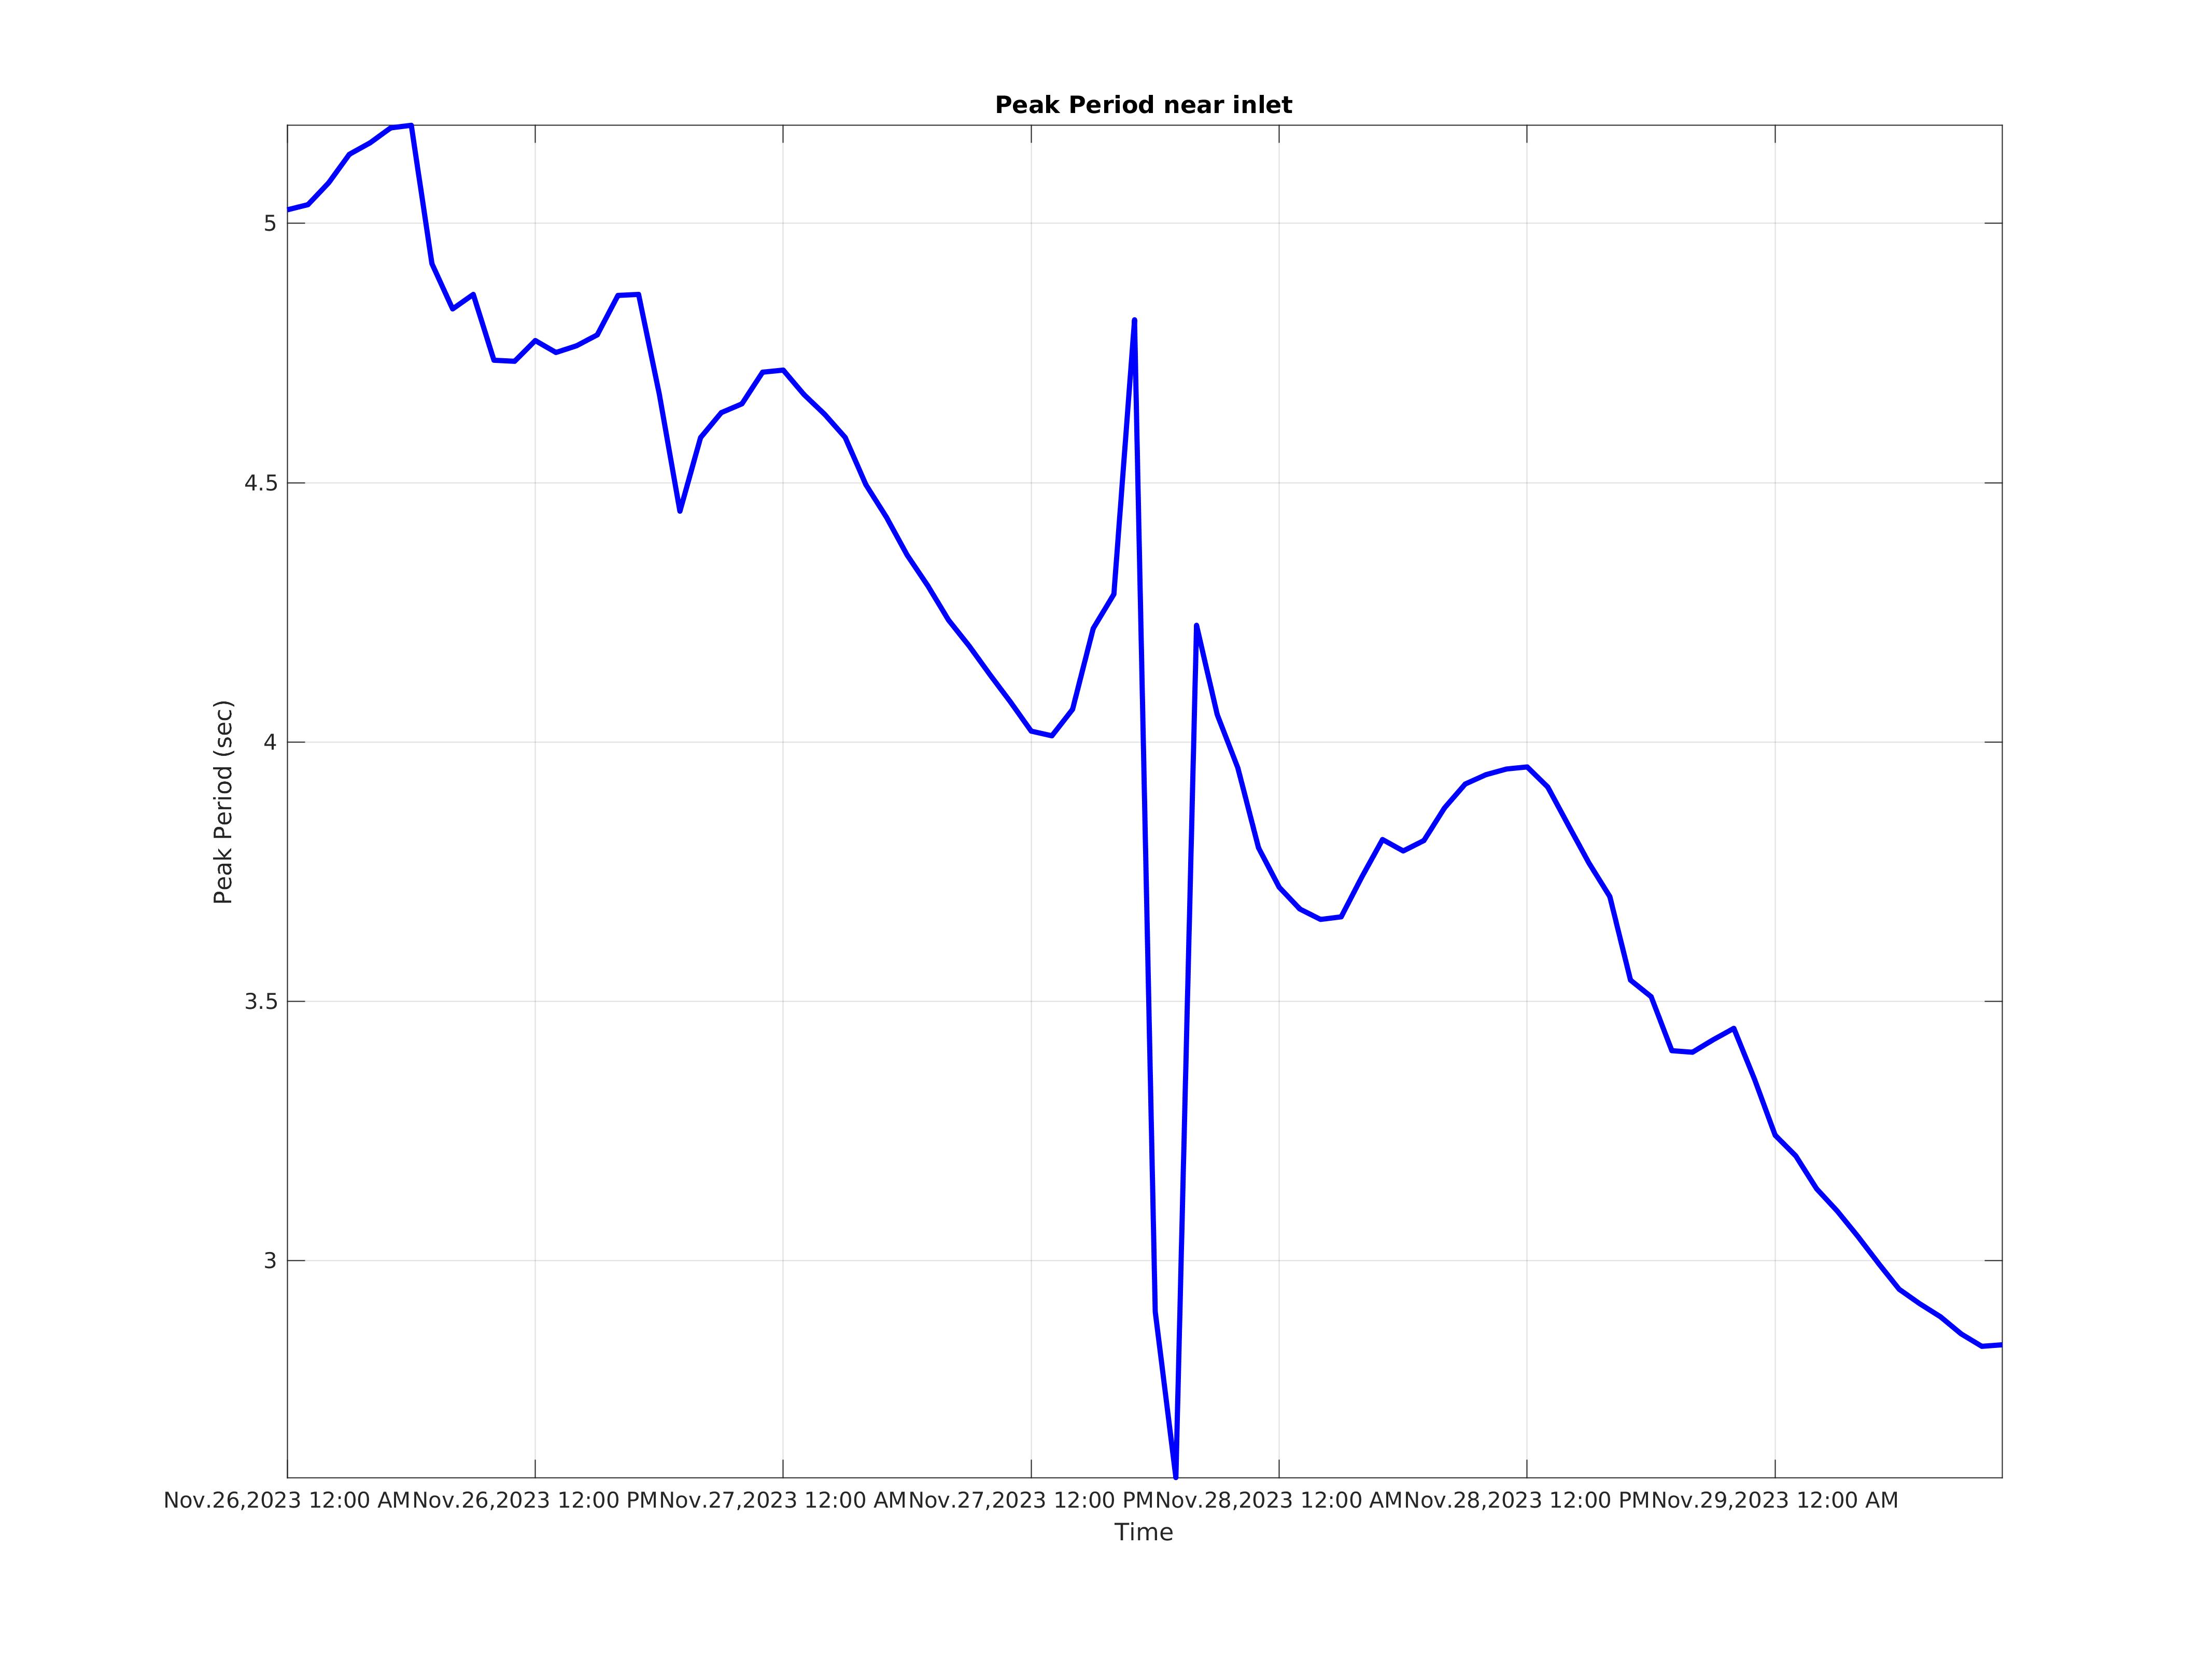 Peak Period near inlet
5
4.5
4
3.5
3
Peak Period (sec)
Nov.26,2023 12:00 AM Nov.26,2023 12:00 PM Nov.27,2023 12:00 AM Nov.27,2023 12:00 PM Nov.28,2023 12:00 AM Nov.28,2023 12:00 PM Nov.29,2023 12:00 AM
Time